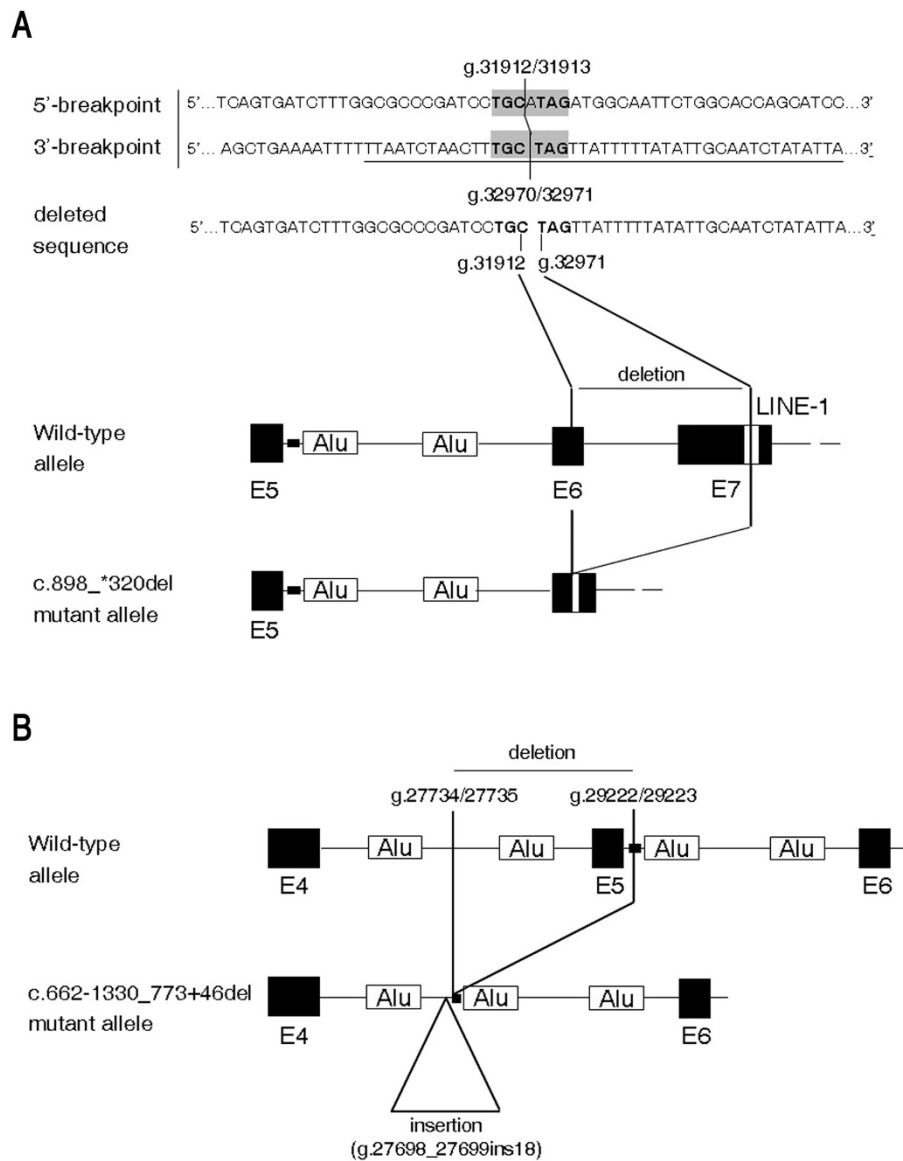 A
g.31912/31913
5'-breakpoint 5'...TCAGTGATCTTTGGCGCCCGATCCTGCATAGATGGCAATTCTGGCACCAGCATCC...3'
3'-breakpoint 5'... AGCTGAAAATTTTTTAATCTAACTTTGC TAGTTATTTTTATATTGCAATCTATATTA...3'
g.32970/32971
deleted
sequence
5'...TCAGTGATCTTTGGCGCCCGATCCTGC TAGTTATTTTTATATTGCAATCTATATTA...3'
g.31912 g.32971
deletion
LINE-1
Wild-type
allele
Alu Alu
E5 E6 E7
c.898_*320del
mutant allele
Alu Alu
E5
B
deletion
g.27734/27735 g.29222/29223
Wild-type
allele
Alu Alu Alu Alu
E4 E5 E6
c.662-1330_773+46del
mutant allele
Alu Alu Alu
E4 E6
insertion
(g.27698_27699ins18)